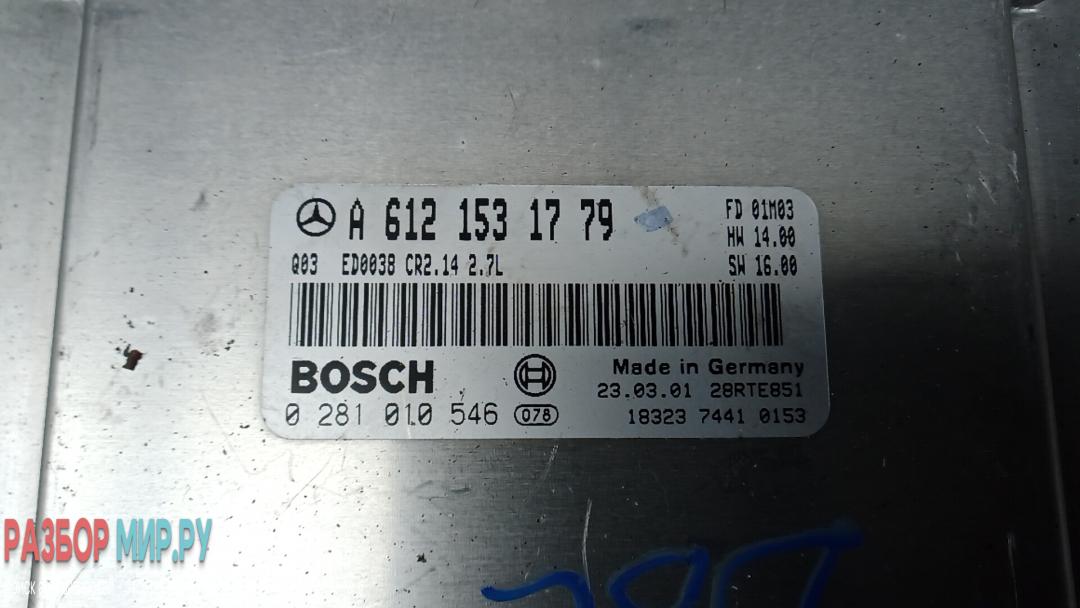 A 612 153 17 79
FD 01M03
HW 14.00
Q03 ED0038 CR2.14 2.7L
SW 16.00
BOSCH
Made in Germany
23.03.01 28RTE851
0 281 010 546 078
18323 7441 0153
РАЗБОР МИР.РУ